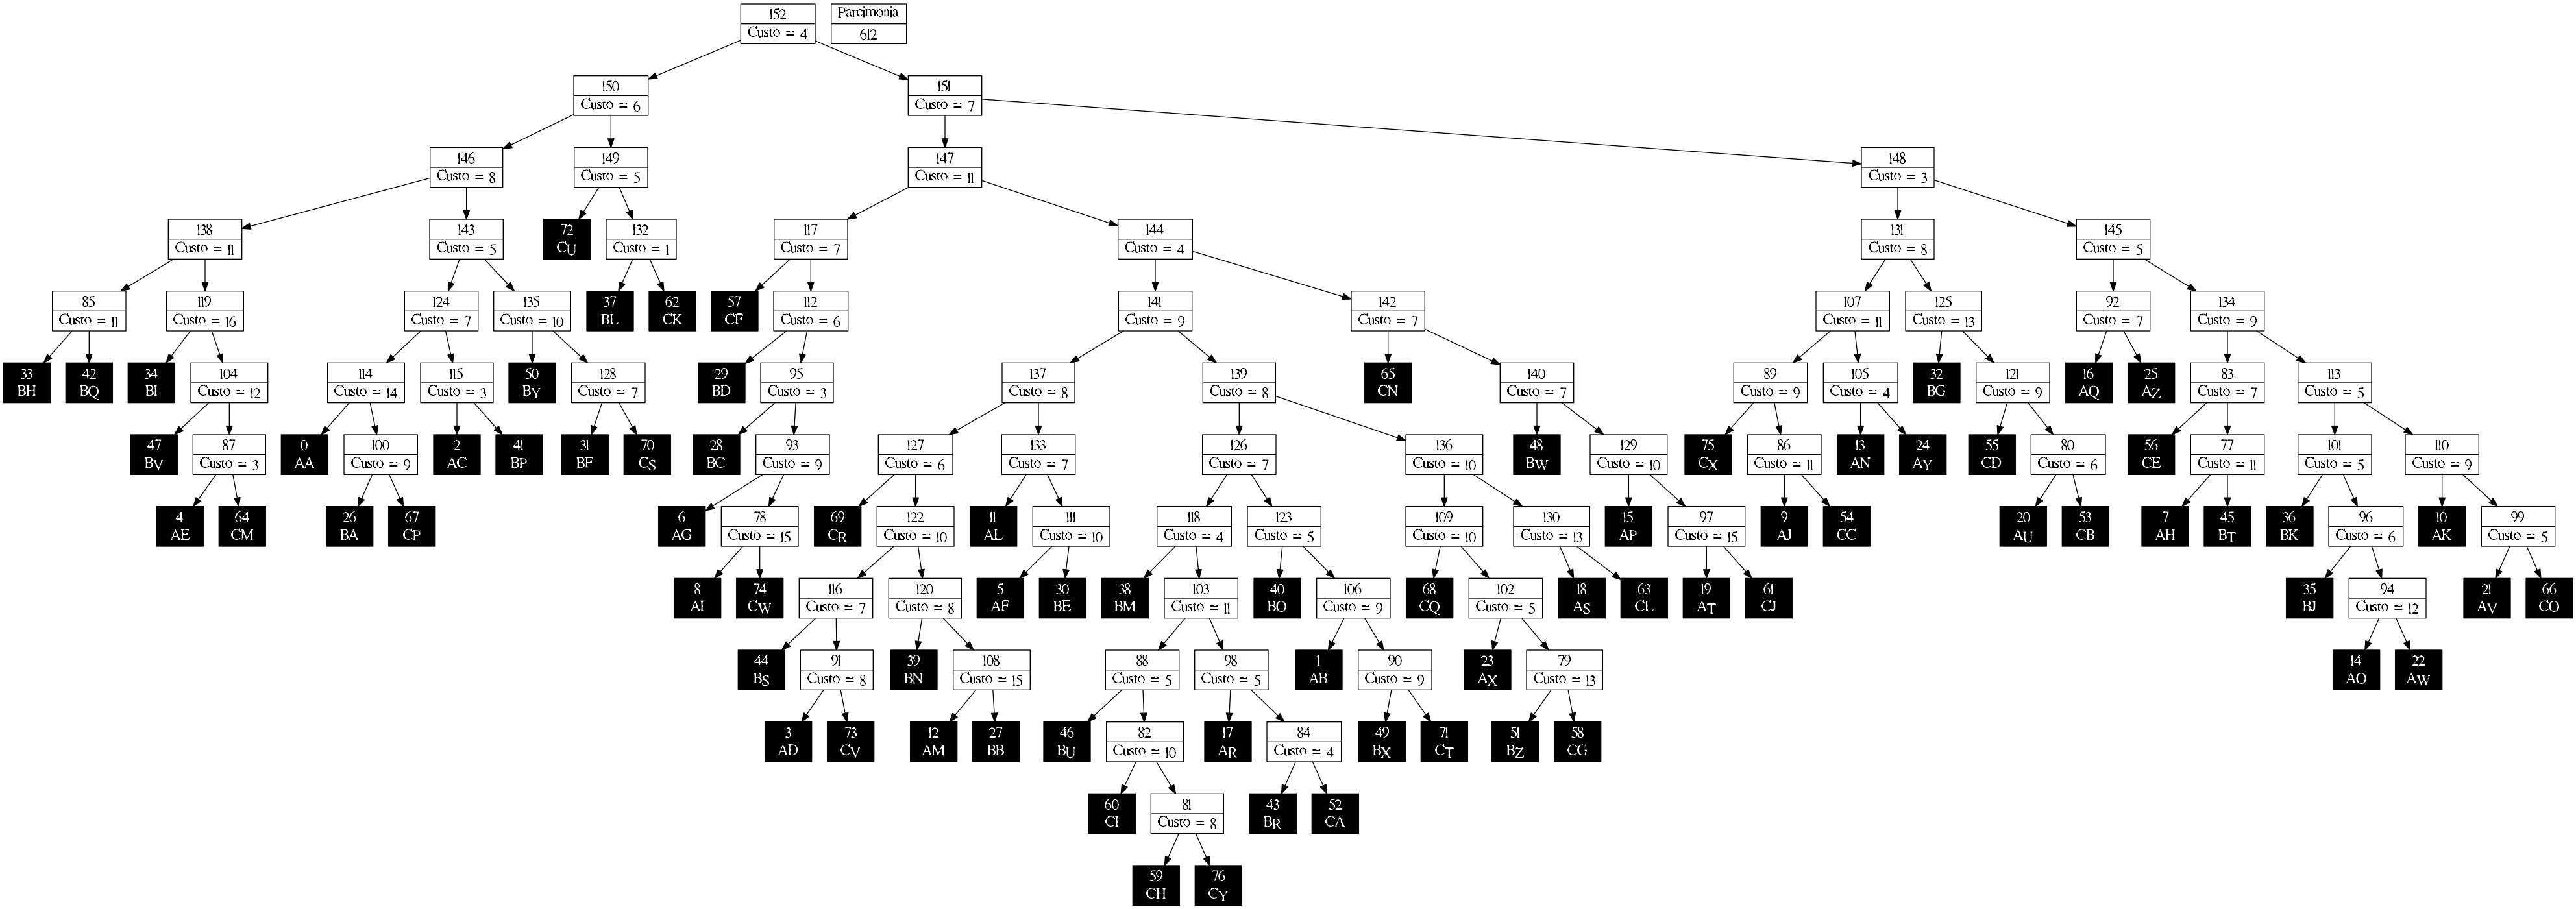 152
Custo = 4
Parcimonia
612
150
Custo = 6
151
Custo = 7
146
Custo = 8
149
Custo = 5
147
Custo = 11
148
Custo = 3
138
Custo = 11
143
Custo = 5
72
CU
132
Custo = 1
117
Custo = 7
144
Custo = 4
131
Custo = 8
145
Custo = 5
85
Custo = 11
119
Custo = 16
124
Custo = 7
135
Custo = 10
37
BL
62
CK
57
CF
112
Custo = 6
141
Custo = 9
142
Custo = 7
107
Custo = 11
125
Custo = 13
92
Custo = 7
134
Custo = 9
33
BH
42
BQ
34
BI
104
Custo = 12
114
Custo = 14
115
Custo = 3
50
BY
128
Custo = 7
29
BD
95
Custo = 3
137
Custo = 8
139
Custo = 8
65
CN
140
Custo = 7
89
Custo = 9
105
Custo = 4
32
BG
121
Custo = 9
16
AQ
25
AZ
83
Custo = 7
113
Custo = 5
47
BV
87
Custo = 3
0
AA
100
Custo = 9
2
AC
41
BP
31
BF
70
CS
28
BC
93
Custo = 9
127
Custo = 6
133
Custo = 7
126
Custo = 7
136
Custo = 10
48
BW
129
Custo = 10
75
CX
86
Custo = 11
13
AN
24
AY
55
CD
80
Custo = 6
56
CE
77
Custo = 11
101
Custo = 5
110
Custo = 9
4
AE
64
CM
26
BA
67
CP
6
AG
78
Custo = 15
69
CR
122
Custo = 10
11
AL
111
Custo = 10
118
Custo = 4
123
Custo = 5
109
Custo = 10
130
Custo = 13
15
AP
97
Custo = 15
9
AJ
54
CC
20
AU
53
CB
7
AH
45
BT
36
BK
96
Custo = 6
10
AK
99
Custo = 5
8
AI
74
CW
116
Custo = 7
120
Custo = 8
5
AF
30
BE
38
BM
103
Custo = 11
40
BO
106
Custo = 9
68
CQ
102
Custo = 5
18
AS
63
CL
19
AT
61
CJ
35
BJ
94
Custo = 12
21
AV
66
CO
44
BS
91
Custo = 8
39
BN
108
Custo = 15
88
Custo = 5
98
Custo = 5
1
AB
90
Custo = 9
23
AX
79
Custo = 13
14
AO
22
AW
3
AD
73
CV
12
AM
27
BB
46
BU
82
Custo = 10
17
AR
84
Custo = 4
49
BX
71
CT
51
BZ
58
CG
60
CI
81
Custo = 8
43
BR
52
CA
59
CH
76
CY